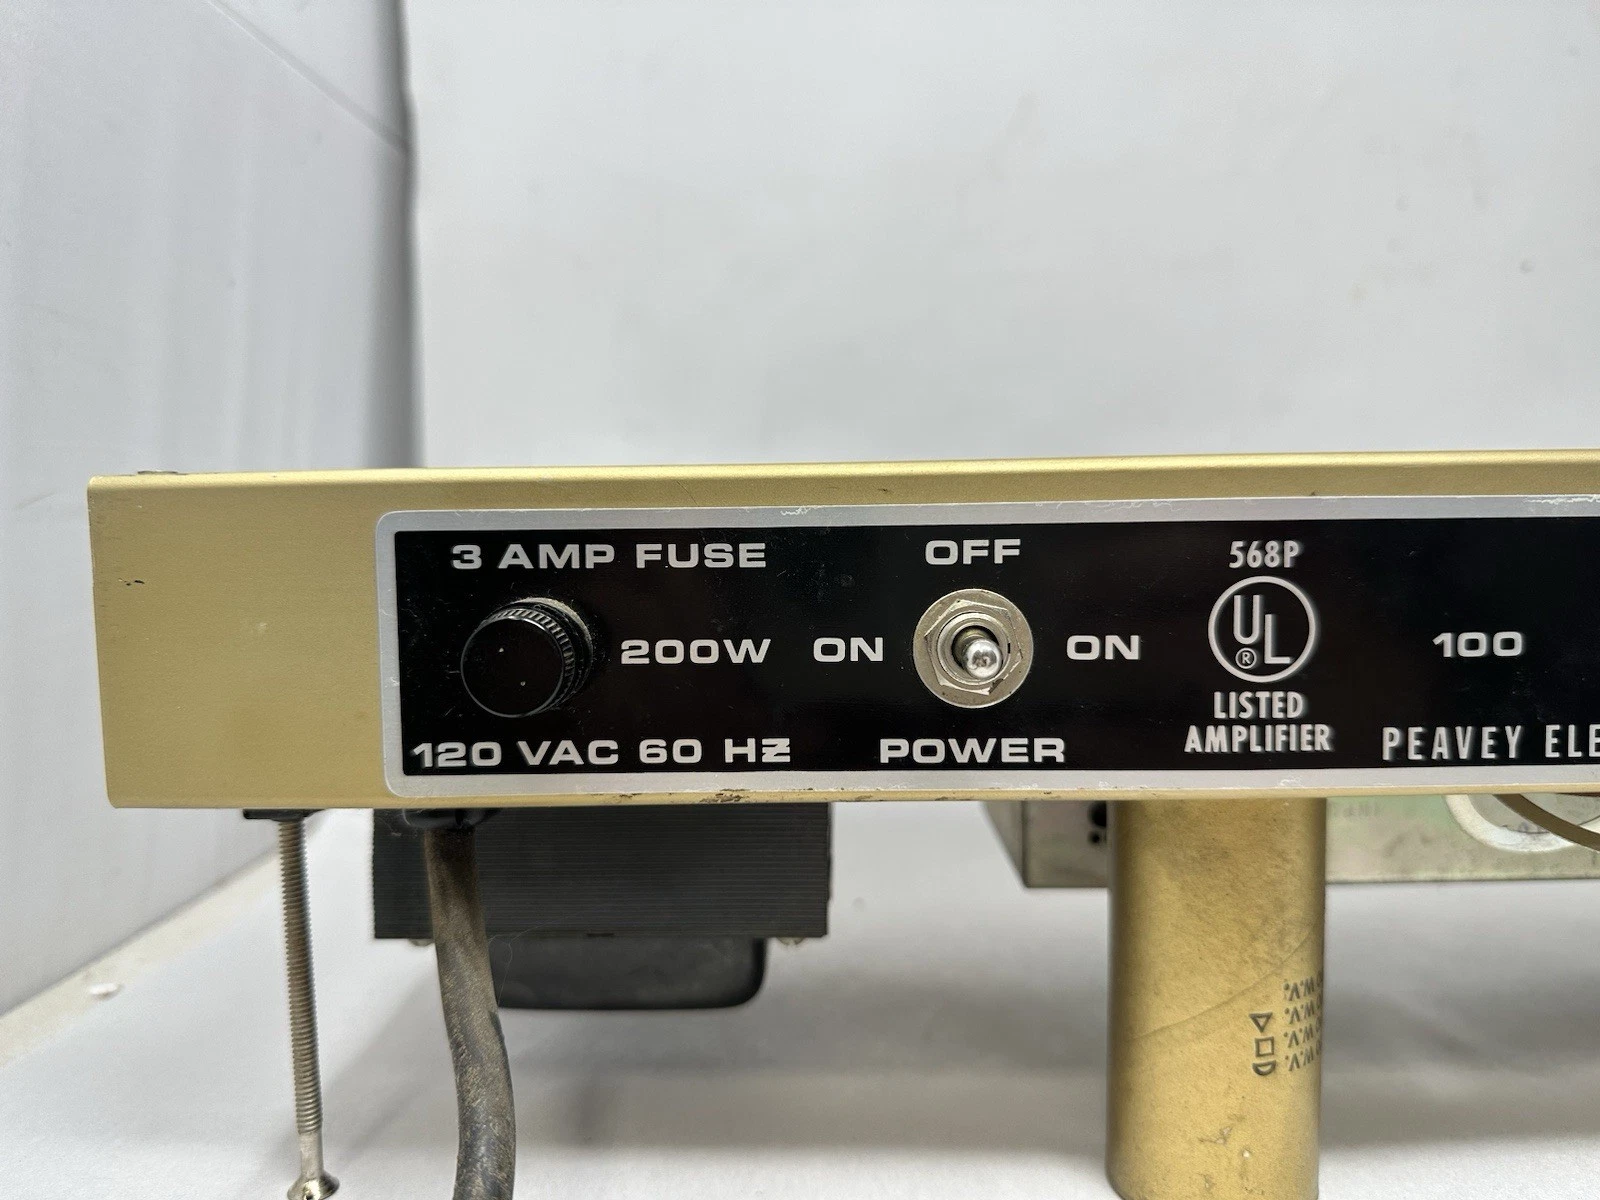 3 AMP FUSE
200W
120 VAC 60 HZ
OFF
ON
ON
POWER
568P
UL
®
LISTED
AMPLIFIER
100
PEAVEY ELE